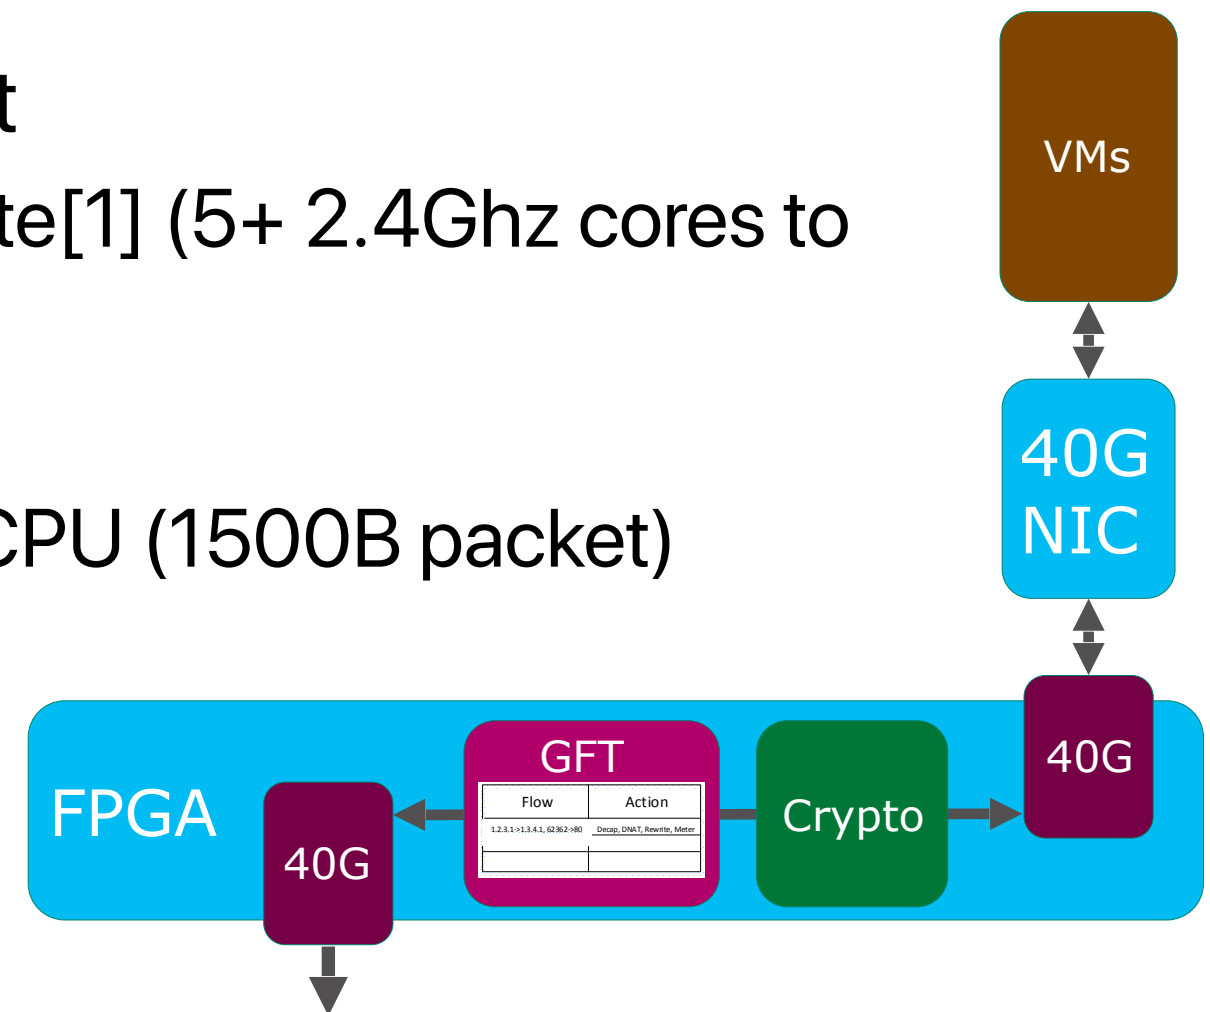 t
te[1] (5+ 2.4Ghz cores to
CPU (1500B packet)
VMs
40G
NIC
40G
FPGA
40G
GFT
Flow Action
1.2.3.1->1.3.4.1, 62362->80 Decap, DNAT, Rewrite, Meter
Crypto